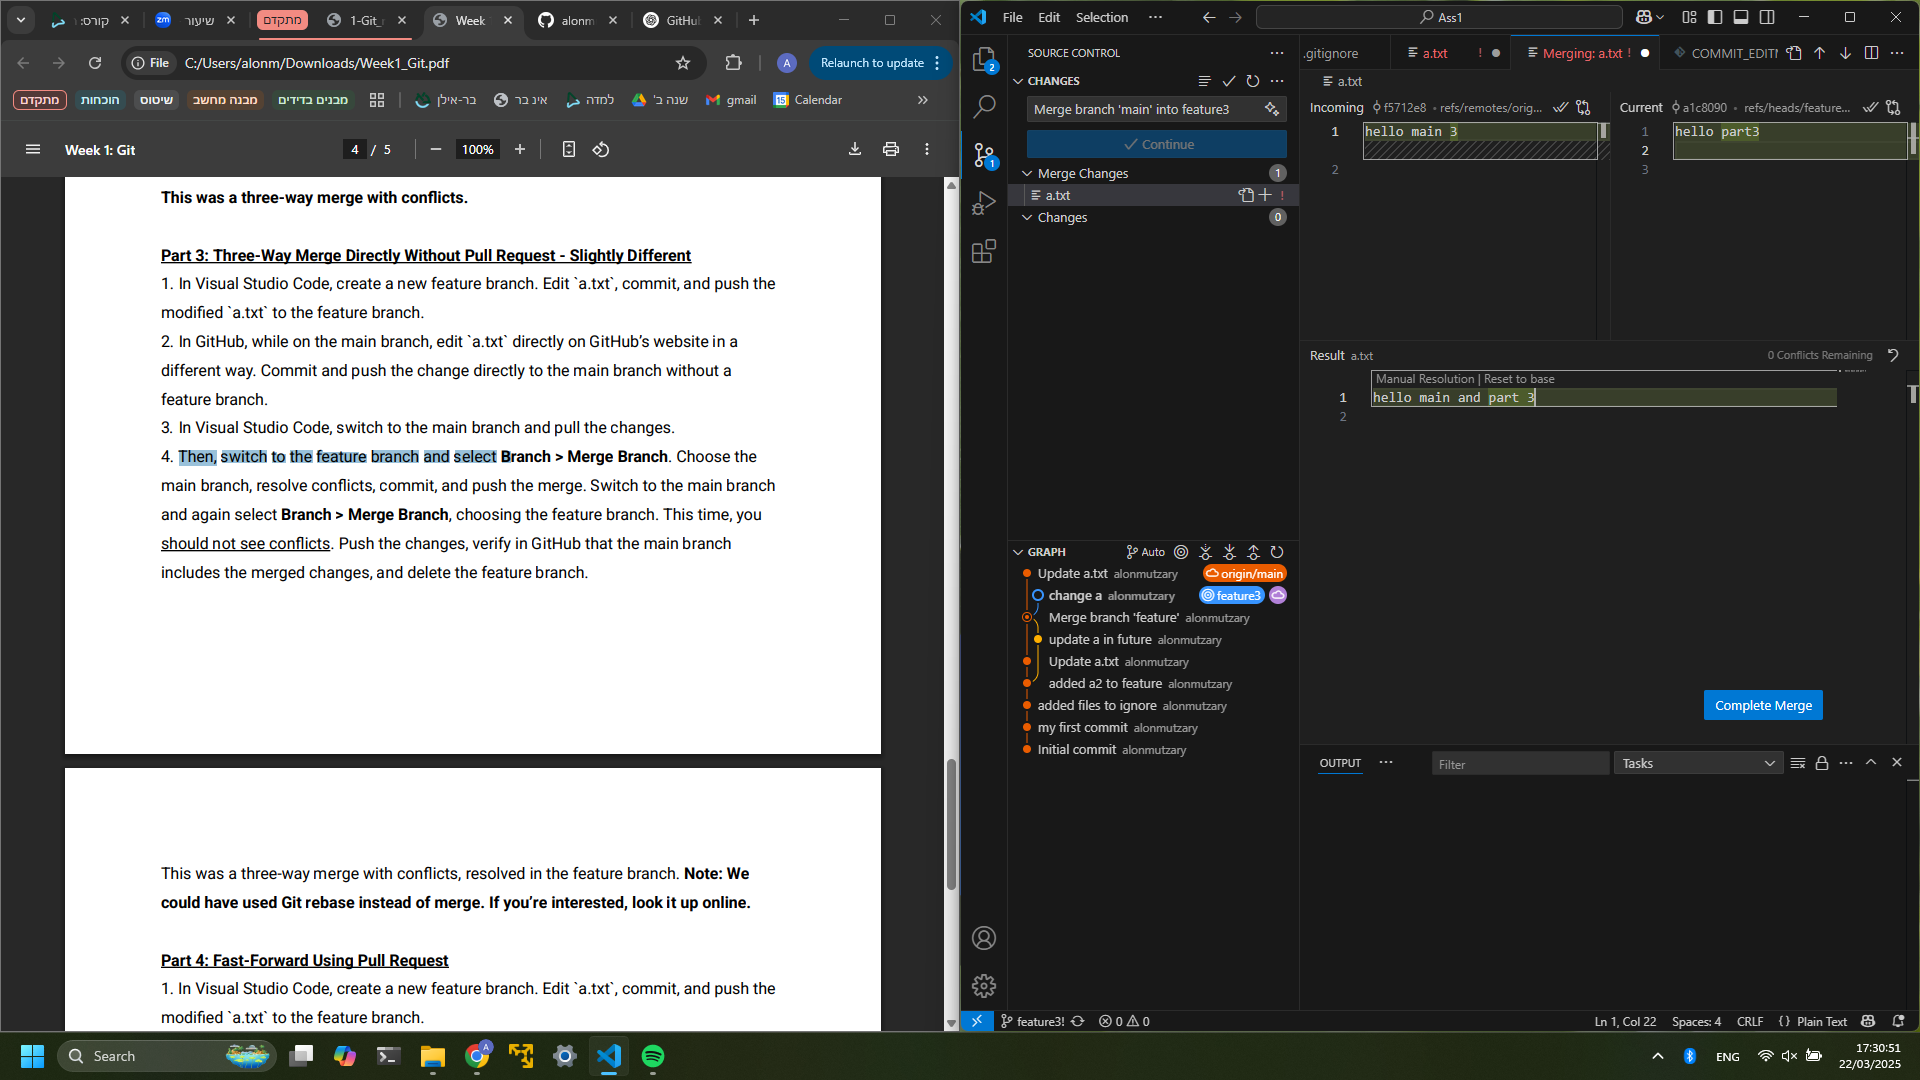 קורס:
zm שיעור
מתקדם
1-Git_
Week
alonm
GitHub
File
C:/Users/alonm/Downloads/Week1_Git.pdf
A
Relaunch to update
מתקדם
הוכחות
שיטוס
מבנה מחשב
מבנים בדידים
בר-אילן
אינ בר
למדה
שנה ב'
gmail
Calendar
Week 1: Git
4 / 5
100%
This was a three-way merge with conflicts.
Part 3: Three-Way Merge Directly Without Pull Request - Slightly Different
1. In Visual Studio Code, create a new feature branch. Edit `a.txt`, commit, and push the
modified `a.txt` to the feature branch.
2. In GitHub, while on the main branch, edit `a.txt` directly on GitHub’s website in a
different way. Commit and push the change directly to the main branch without a
feature branch.
3. In Visual Studio Code, switch to the main branch and pull the changes.
4. Then, switch to the feature branch and select Branch > Merge Branch. Choose the
main branch, resolve conflicts, commit, and push the merge. Switch to the main branch
and again select Branch > Merge Branch, choosing the feature branch. This time, you
should not see conflicts. Push the changes, verify in GitHub that the main branch
includes the merged changes, and delete the feature branch.
This was a three-way merge with conflicts, resolved in the feature branch. Note: We
could have used Git rebase instead of merge. If you’re interested, look it up online.
Part 4: Fast-Forward Using Pull Request
1. In Visual Studio Code, create a new feature branch. Edit `a.txt`, commit, and push the
modified `a.txt` to the feature branch.
File Edit Selection ···
Ass1
SOURCE CONTROL
CHANGES
Merge branch 'main' into feature3
Continue
Merge Changes 1
a.txt !
Changes 0
2
1
GRAPH
Auto
Update a.txt alonmutzary origin/main
change a alonmutzary feature3
Merge branch 'feature' alonmutzary
update a in future alonmutzary
Update a.txt alonmutzary
added a2 to feature alonmutzary
added files to ignore alonmutzary
my first commit alonmutzary
Initial commit alonmutzary
.gitignore
a.txt !
Merging: a.txt !
COMMIT_EDITM
a.txt
Incoming f5712e8 • refs/remotes/orig...
1 hello main 3
2
Current a1c8090 • refs/heads/feature...
1 hello part3
2
3
Result a.txt
0 Conflicts Remaining
Manual Resolution | Reset to base
1 hello main and part 3
2
Complete Merge
OUTPUT
Filter
Tasks
feature3!
0 0
Ln 1, Col 22
Spaces: 4
CRLF
{} Plain Text
Search
A
ENG
17:30:51
22/03/2025